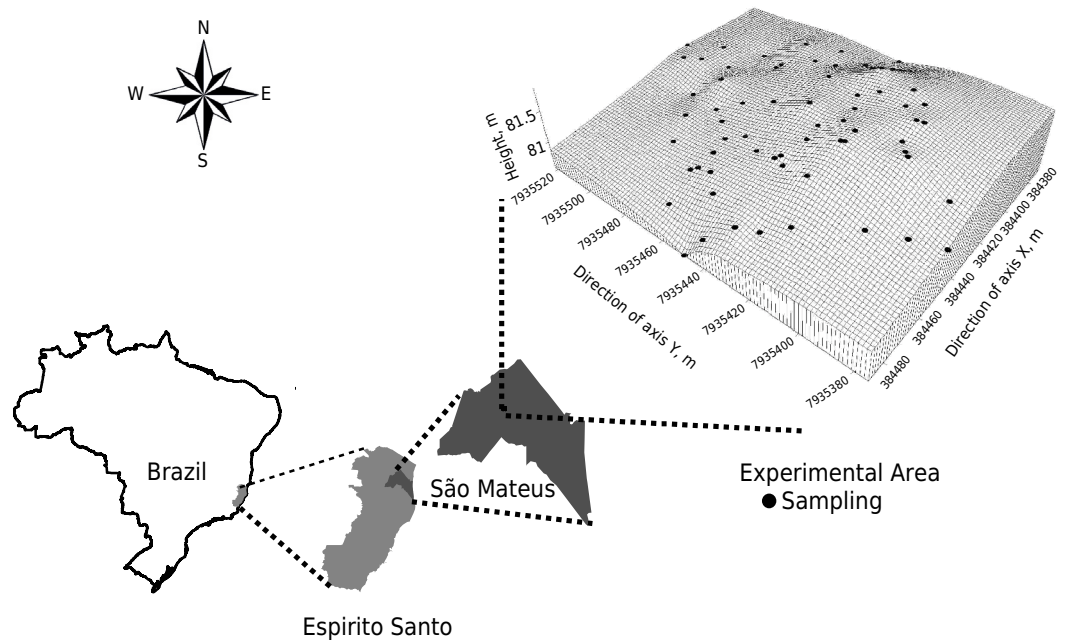 N
W
E
S
Height, m
81.5
81
7935520
7935500
7935480
7935460
7935440
7935420
7935400
7935380
Direction of axis Y, m
384380
384400
384420
384440
384460
384480
Direction of axis X, m
Brazil
São Mateus
Experimental Area
Sampling
Espirito Santo